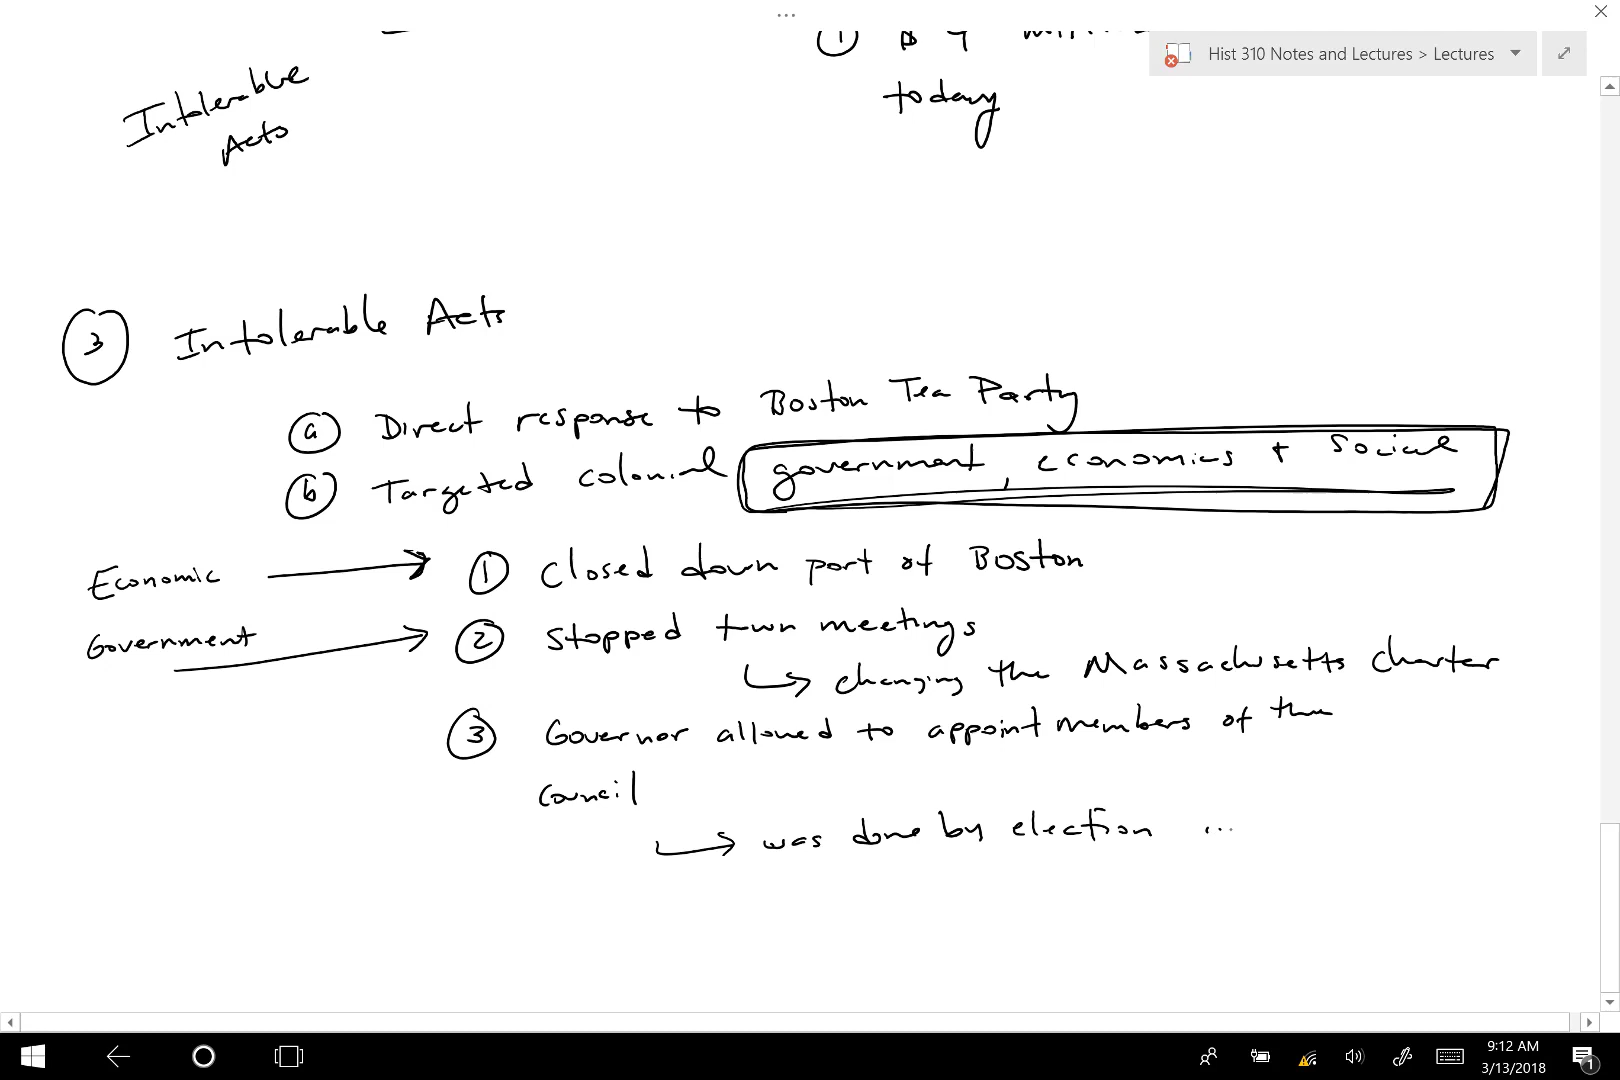 Hist 310 Notes and Lectures > Lectures
① $ 4
today
Intolerable
Acts
③ Intolerable Acts
ⓐ Direct response to Boston Tea Party
ⓑ Targeted colonial government, economics + social
Economic → ① Closed down port of Boston
Government → ② Stopped town meetings
↳ changing the Massachusetts charter
③ Governor allowed to appoint members of the
council
↳ was done by election ...
9:12 AM
3/13/2018
1